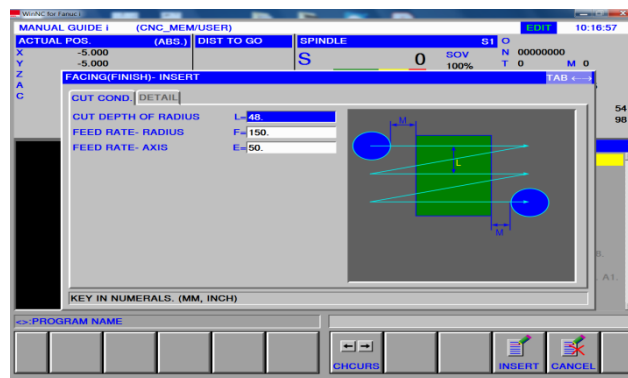 WinNC for Fanuc i
MANUAL GUIDE i (CNC_MEM/USER) EDIT 10:16:57
ACTUAL POS. (ABS.) DIST TO GO SPINDLE S1 O
X -5.000 S 0 SOV N 00000000
Y -5.000 100% T 0 M 0
Z FACING(FINISH)- INSERT TAB ←→
A
C CUT COND. DETAIL
54
CUT DEPTH OF RADIUS L= 48. M 98
FEED RATE- RADIUS F= 150.
FEED RATE- AXIS E= 50.
L
M
A1.
KEY IN NUMERALS. (MM, INCH)
<>:PROGRAM NAME
← →
CHCURS INSERT CANCEL